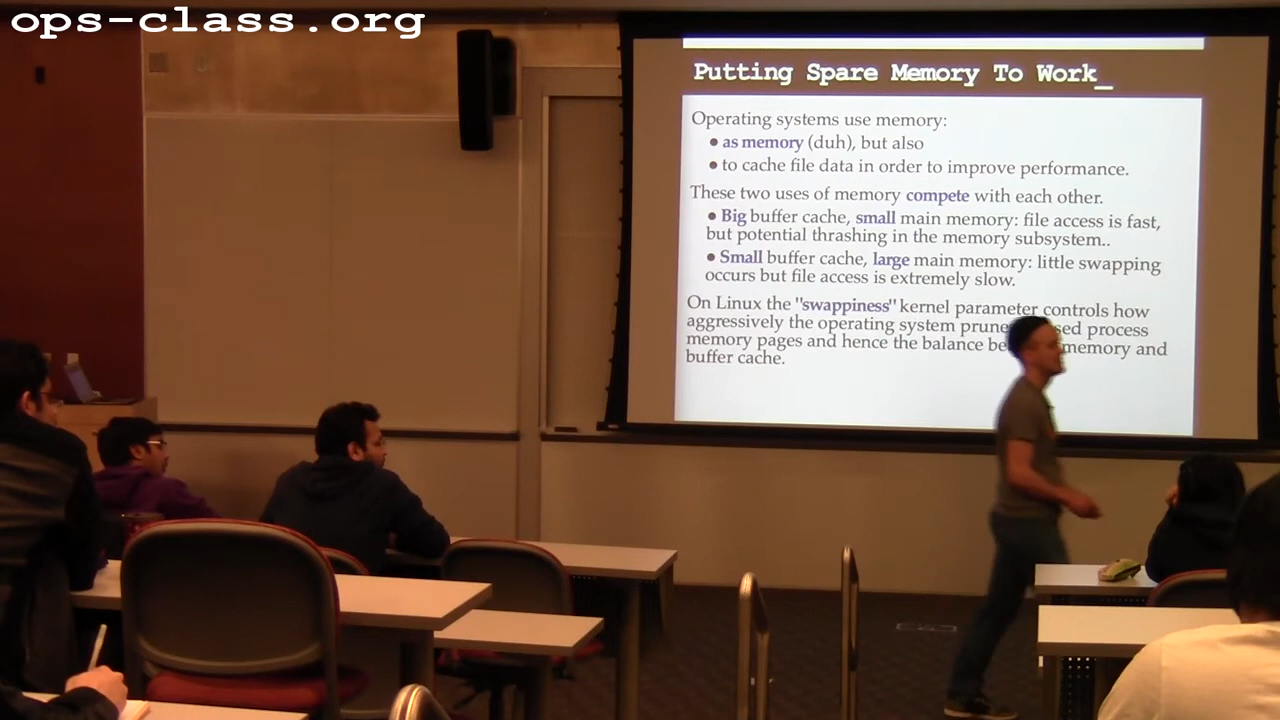 ops-class.org
Putting Spare Memory To Work_
Operating systems use memory:
• as memory (duh), but also
• to cache file data in order to improve performance.
These two uses of memory compete with each other.
• Big buffer cache, small main memory: file access is fast,
but potential thrashing in the memory subsystem..
• Small buffer cache, large main memory: little swapping
occurs but file access is extremely slow.
On Linux the "swappiness" kernel parameter controls how
aggressively the operating system process
memory pages and hence the balance memory and
buffer cache.